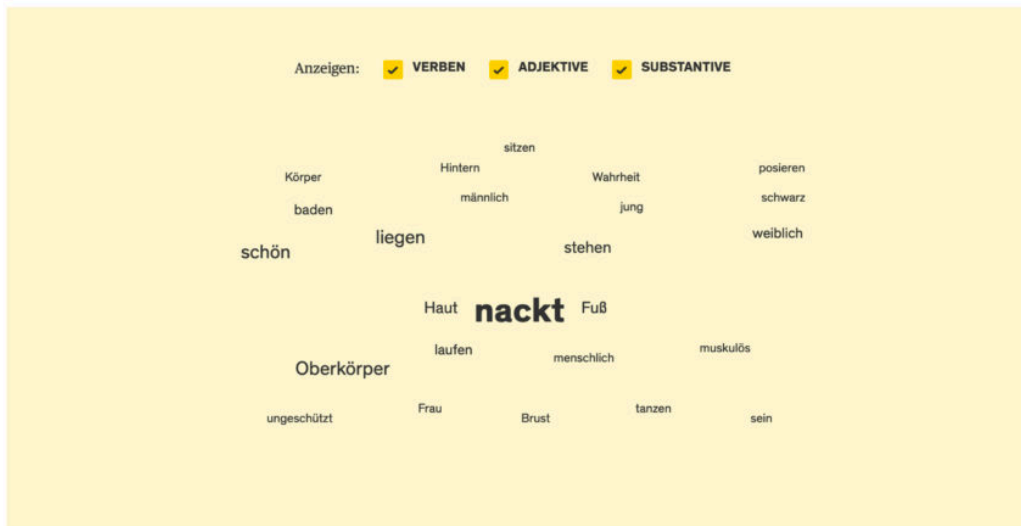 Anzeigen: VERBEN ADJEKTIVE SUBSTANTIVE
sitzen
Hintern posieren
Körper Wahrheit
männlich schwarz
baden jung
liegen weiblich
schön stehen
Haut nackt Fuß
laufen muskulös
menschlich
Oberkörper
Frau tanzen
ungeschützt Brust sein